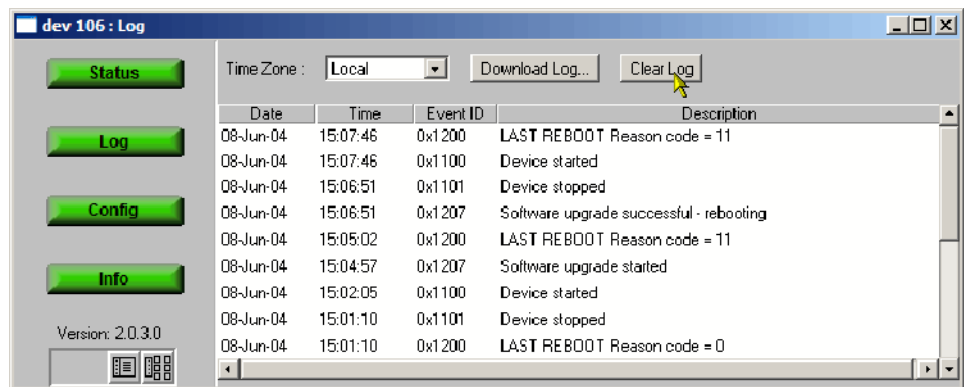 dev 106 : Log
Status
Log
Config
Info
Version: 2.0.3.0
Time Zone : Local Download Log... Clear Log
Date Time Event ID Description
08-Jun-04 15:07:46 0x1200 LAST REBOOT Reason code = 11
08-Jun-04 15:07:46 0x1100 Device started
08-Jun-04 15:06:51 0x1101 Device stopped
08-Jun-04 15:06:51 0x1207 Software upgrade successful - rebooting
08-Jun-04 15:05:02 0x1200 LAST REBOOT Reason code = 11
08-Jun-04 15:04:57 0x1207 Software upgrade started
08-Jun-04 15:02:05 0x1100 Device started
08-Jun-04 15:01:10 0x1101 Device stopped
08-Jun-04 15:01:10 0x1200 LAST REBOOT Reason code = 0